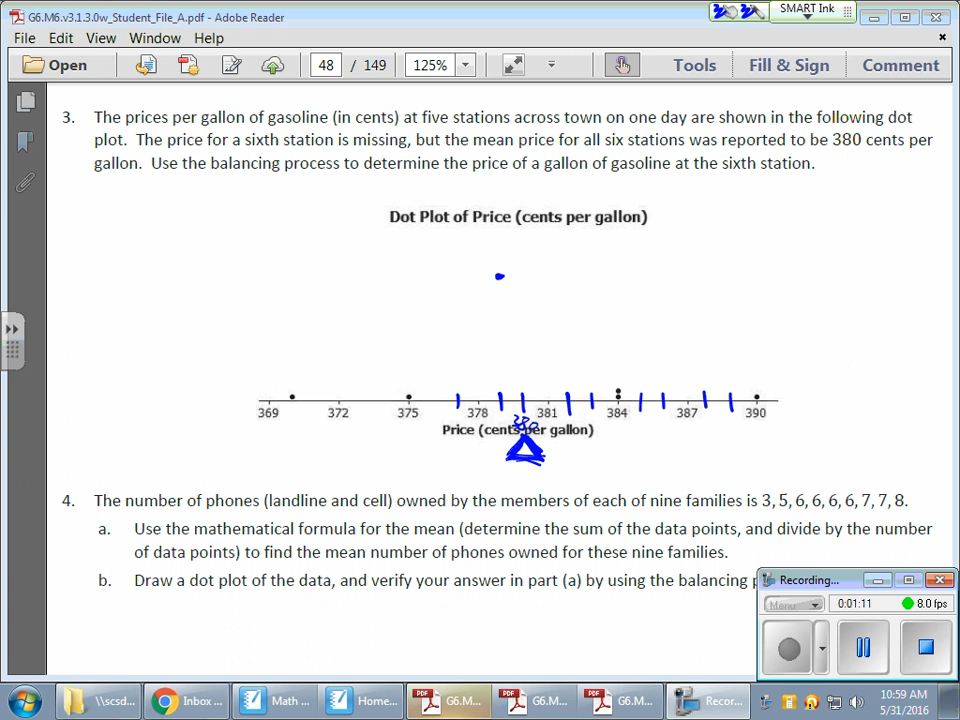 G6.M6.v3.1.3.0w_Student_File_A.pdf - Adobe Reader
SMART Ink
File Edit View Window Help
Open 48 / 149 125% Tools Fill & Sign Comment
3. The prices per gallon of gasoline (in cents) at five stations across town on one day are shown in the following dot
plot. The price for a sixth station is missing, but the mean price for all six stations was reported to be 380 cents per
gallon. Use the balancing process to determine the price of a gallon of gasoline at the sixth station.
Dot Plot of Price (cents per gallon)
369 372 375 378 381 384 387 390
380
Price (cents per gallon)
4. The number of phones (landline and cell) owned by the members of each of nine families is 3, 5, 6, 6, 6, 6, 7, 7, 8.
a. Use the mathematical formula for the mean (determine the sum of the data points, and divide by the number
of data points) to find the mean number of phones owned for these nine families.
b. Draw a dot plot of the data, and verify your answer in part (a) by using the balancing p
Recording...
Menu 0:01:11 8.0 fps
\\scsd... Inbox ... Math ... Home... G6.M... G6.M... G6.M... Recor...
10:59 AM
5/31/2016